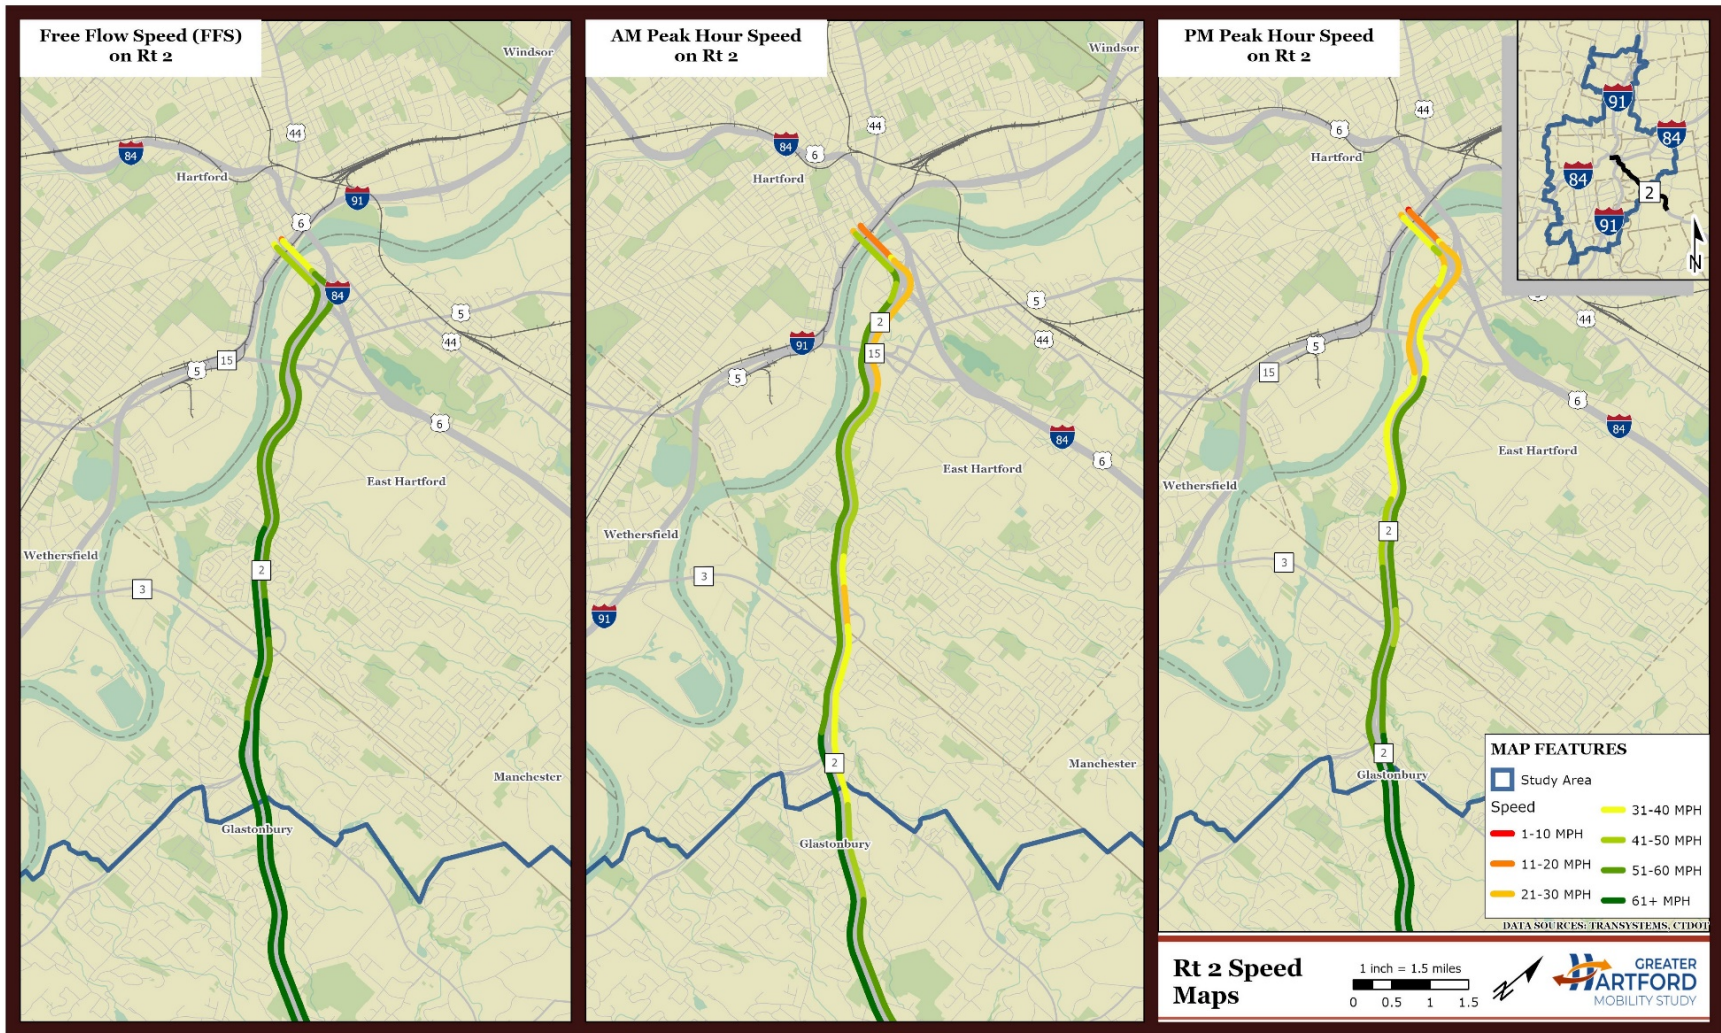 Free Flow Speed (FFS)
on Rt 2
Windsor
44
84
Hartford
91
6
84
5
44
15
5
6
East Hartford
Wethersfield
2
3
Manchester
Glastonbury
AM Peak Hour Speed
on Rt 2
Windsor
44
84
6
Hartford
5
2
91
44
15
5
84
6
East Hartford
Wethersfield
3
91
2
Manchester
Glastonbury
PM Peak Hour Speed
on Rt 2
44
6
Hartford
91
84
84
2
91
N
44
5
15
6
84
East Hartford
Wethersfield
2
3
2
Glastonbury
MAP FEATURES
Study Area
Speed
1-10 MPH
11-20 MPH
21-30 MPH
31-40 MPH
41-50 MPH
51-60 MPH
61+ MPH
DATA SOURCES: TRANSYSTEMS, CTDOT
Rt 2 Speed
Maps
1 inch = 1.5 miles
0 0.5 1 1.5
N
GREATER
HARTFORD
MOBILITY STUDY